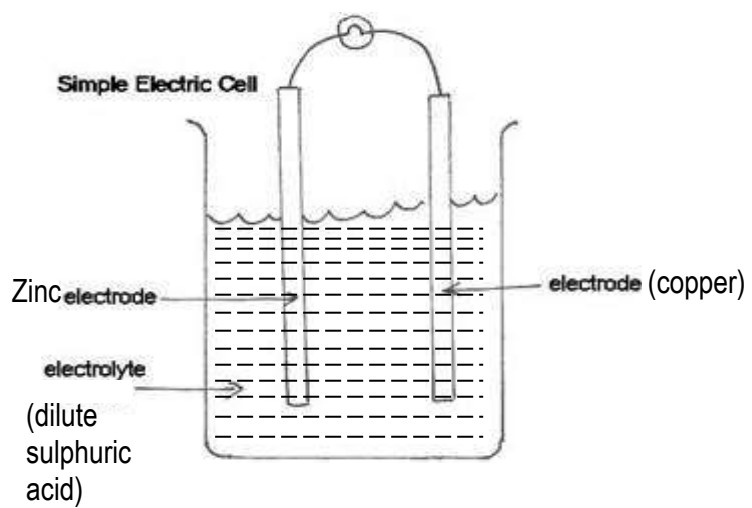 Simple Electric Cell
Zinc electrode
electrode (copper)
electrolyte
(dilute
sulphuric
acid)